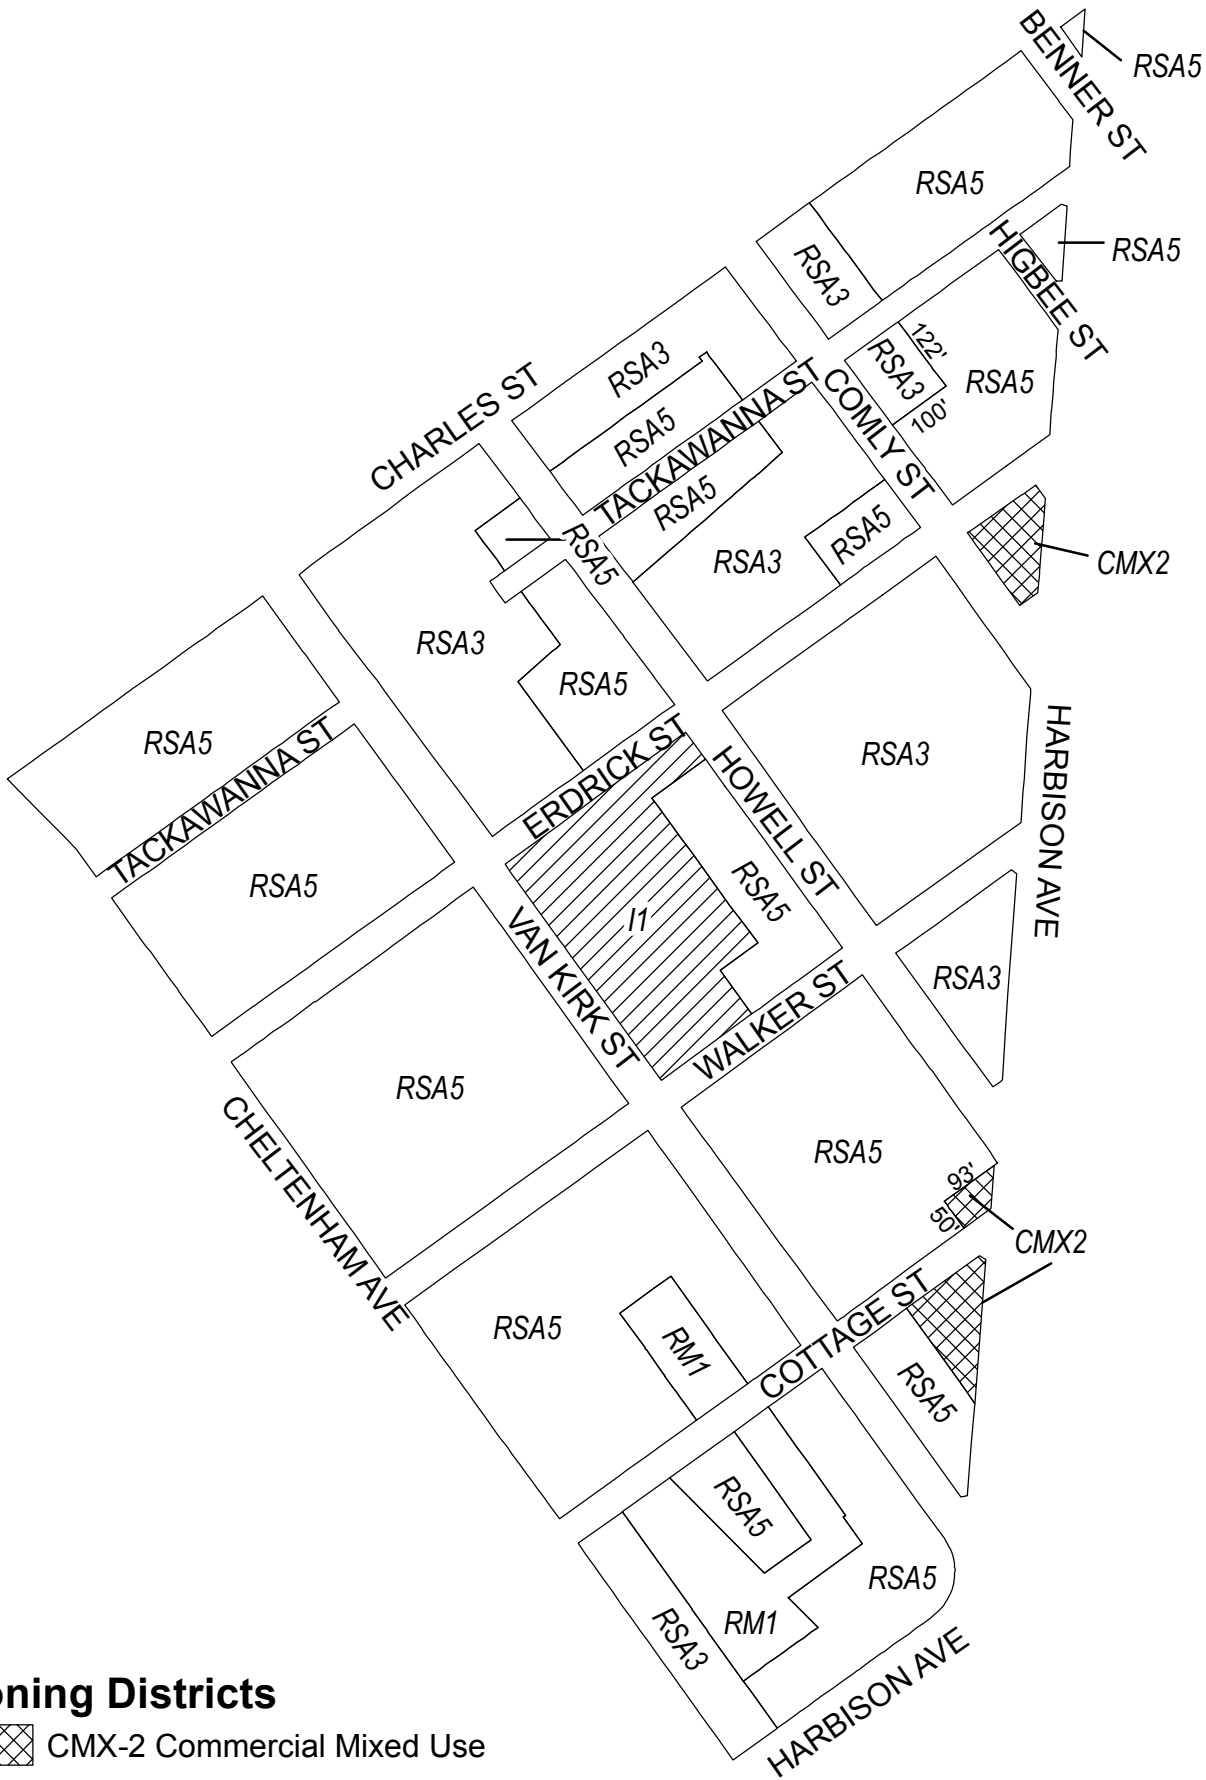 BENNER ST
RSA5
RSA5
HIGBEE ST
RSA5
RSA3
122'
RSA3
RSA3
100'
RSA5
CHARLES ST
RSA5
TACKAWANNA ST
COMLY ST
RSA5
RSA5
RSA5
RSA3
CMX2
RSA3
RSA5
RSA5
TACKAWANNA ST
ERDRICK ST
HOWELL ST
RSA3
HARBISON AVE
RSA5
RSA5
I1
VAN KIRK ST
RSA3
WALKER ST
RSA5
CHELTENHAM AVE
RSA5
93'
50'
CMX2
RSA5
RM1
COTTAGE ST
RSA5
RSA5
RSA5
RM1
RSA3
HARBISON AVE
ning Districts
CMX-2 Commercial Mixed Use